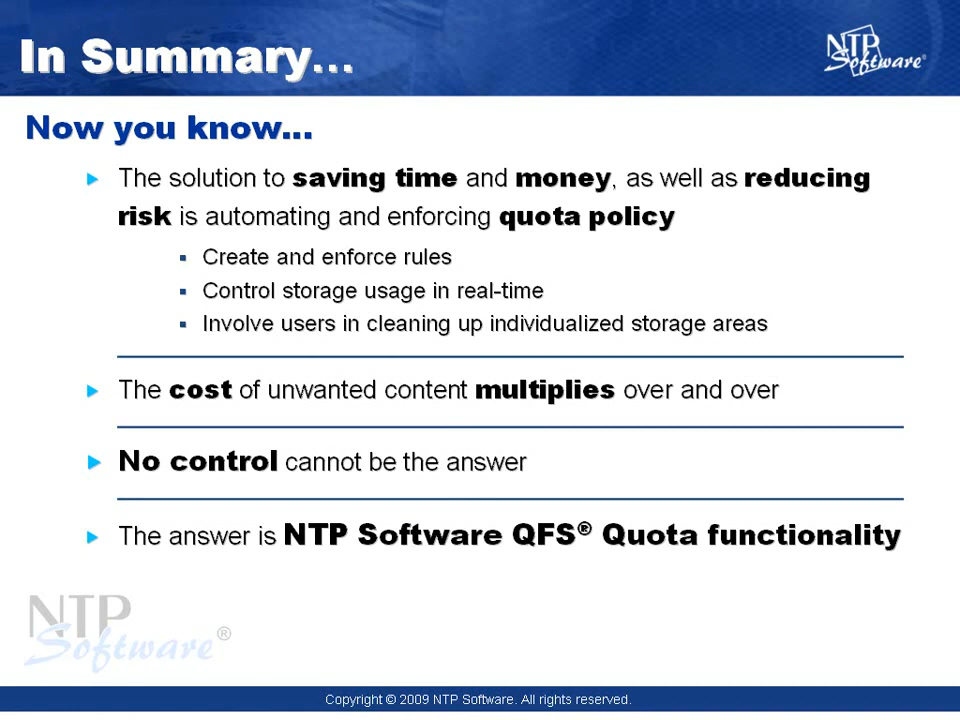 In Summary...
NTP
Software®
Now you know...
The solution to saving time and money, as well as reducing
risk is automating and enforcing quota policy
Create and enforce rules
Control storage usage in real-time
Involve users in cleaning up individualized storage areas
The cost of unwanted content multiplies over and over
No control cannot be the answer
The answer is NTP Software QFS® Quota functionality
NTP
Software®
Copyright © 2009 NTP Software. All rights reserved.